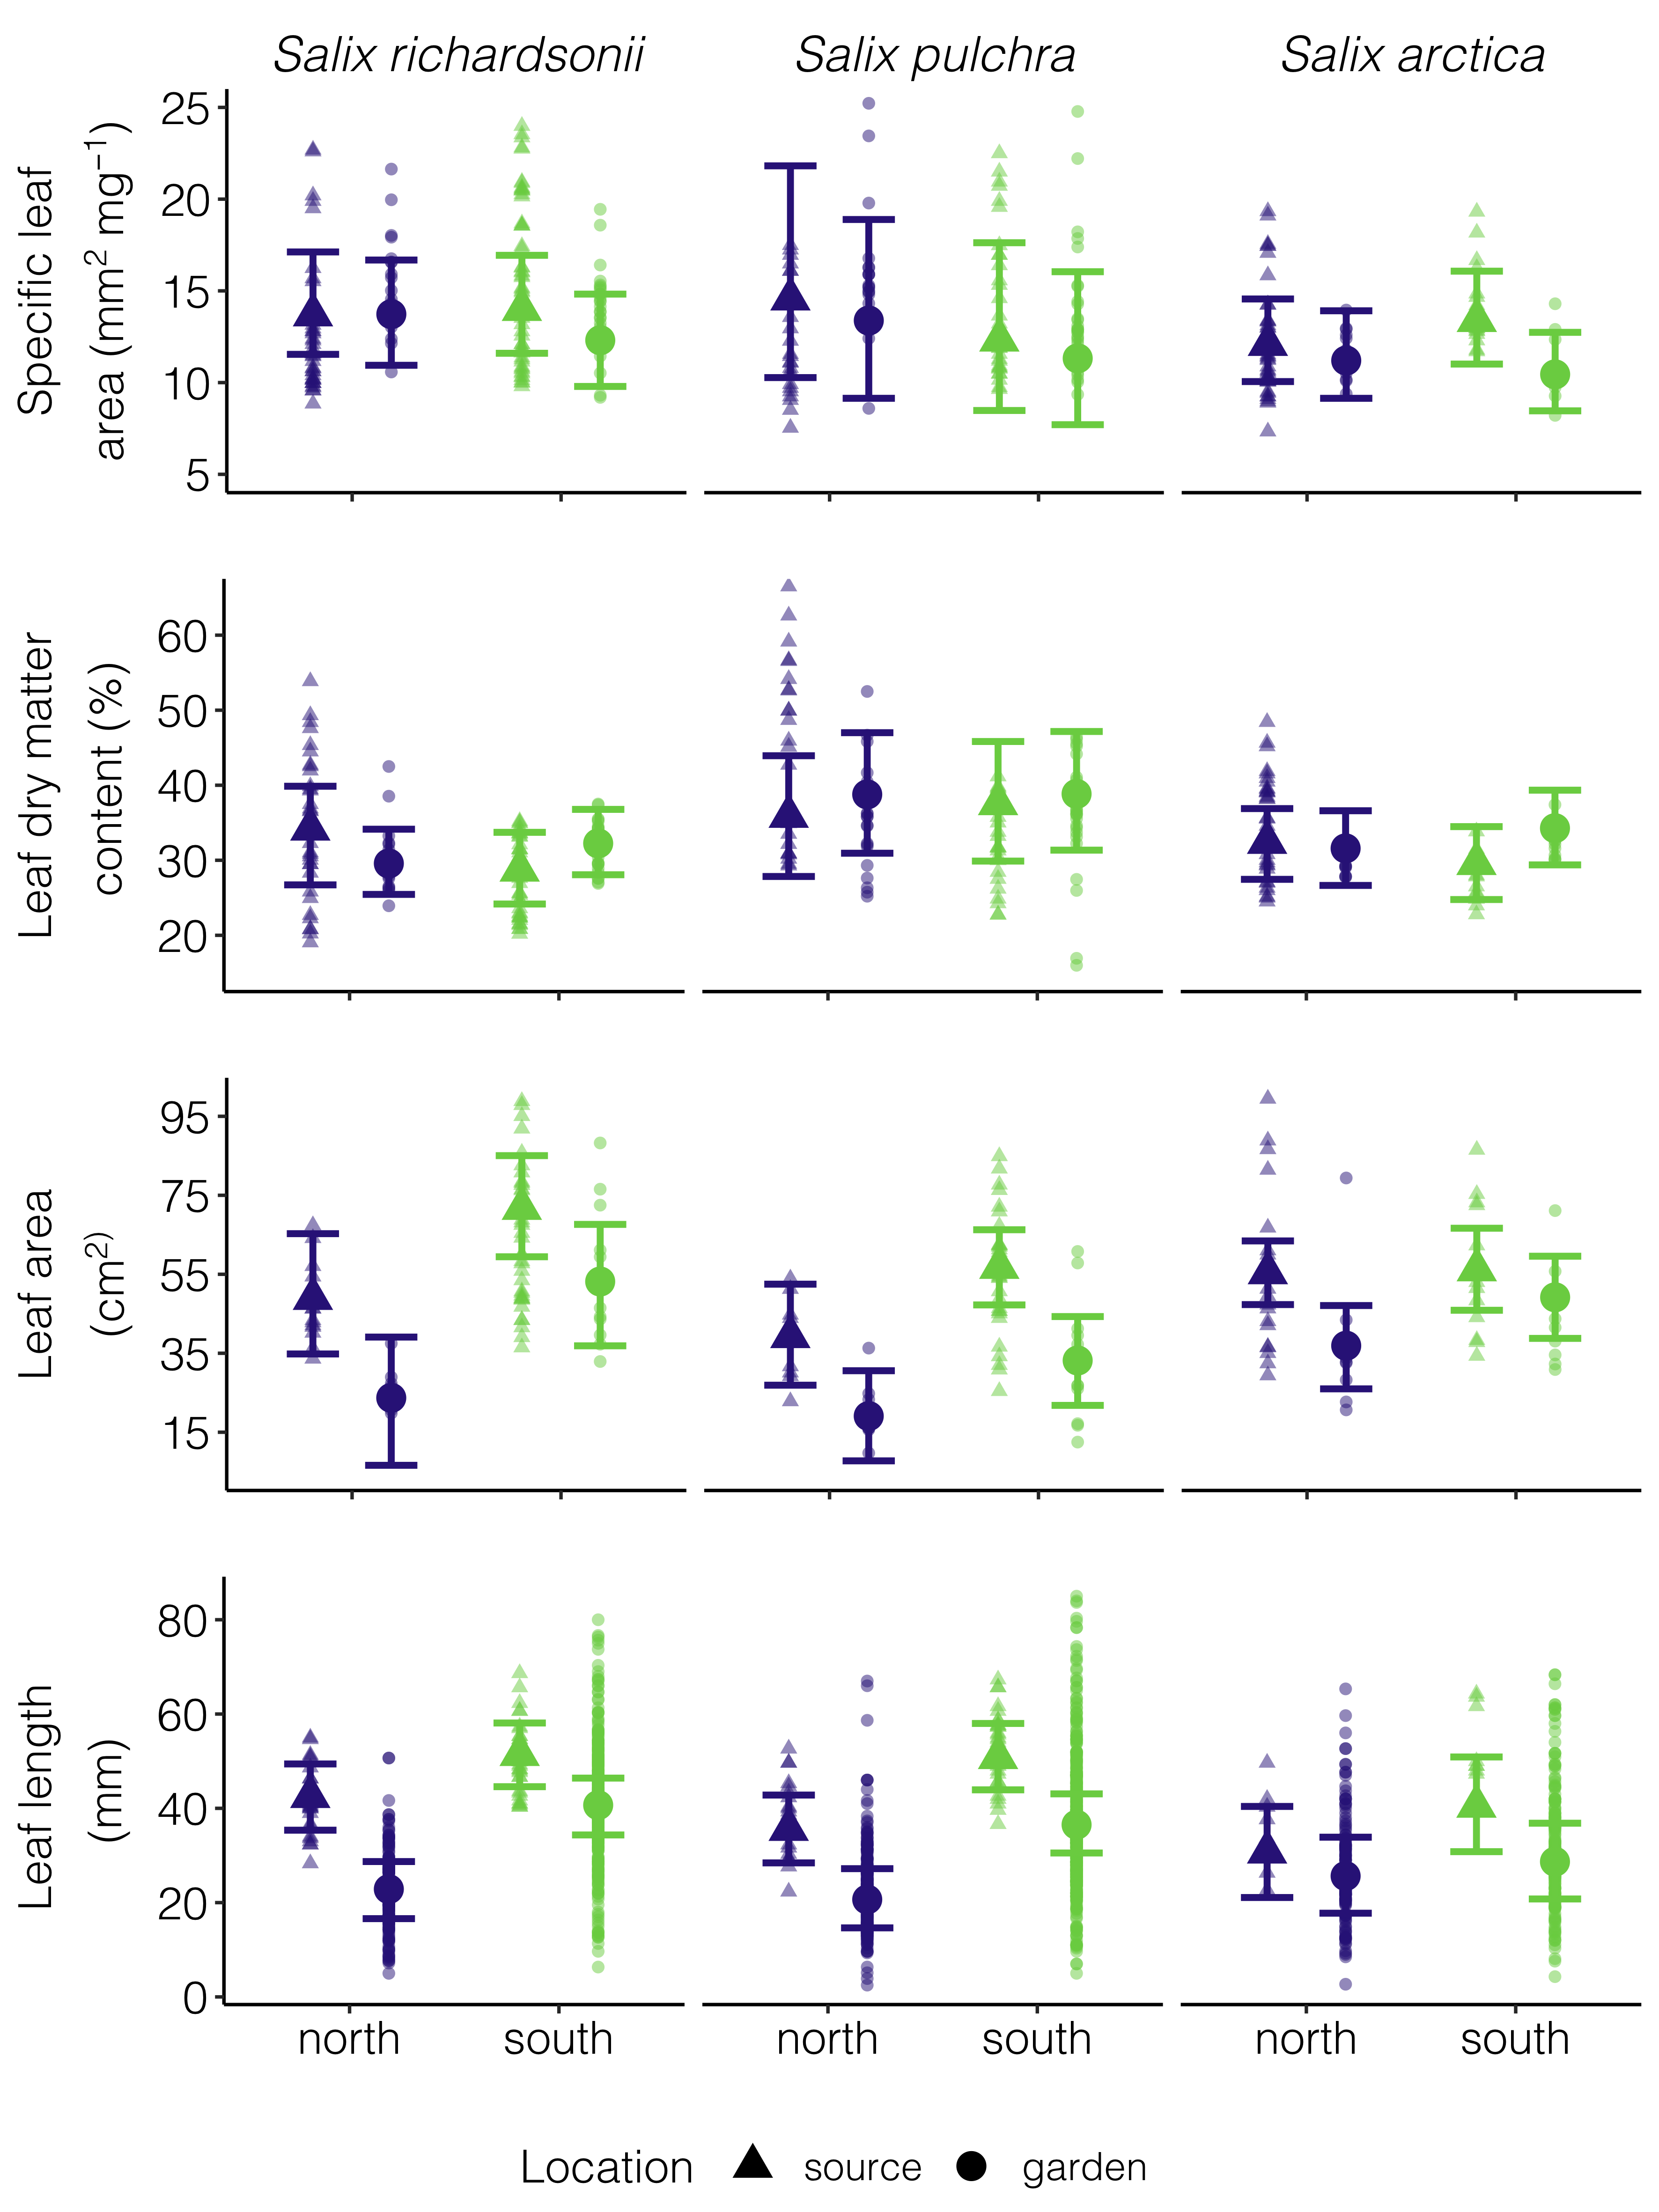 Salix richardsonii Salix pulchra Salix arctica
Specific leaf
area (mm² mg⁻¹)
25
20
15
10
5
Leaf dry matter
content (%)
60
50
40
30
20
Leaf area
(cm²)
95
75
55
35
15
Leaf length
(mm)
80
60
40
20
0
north south north south north south
Location source garden